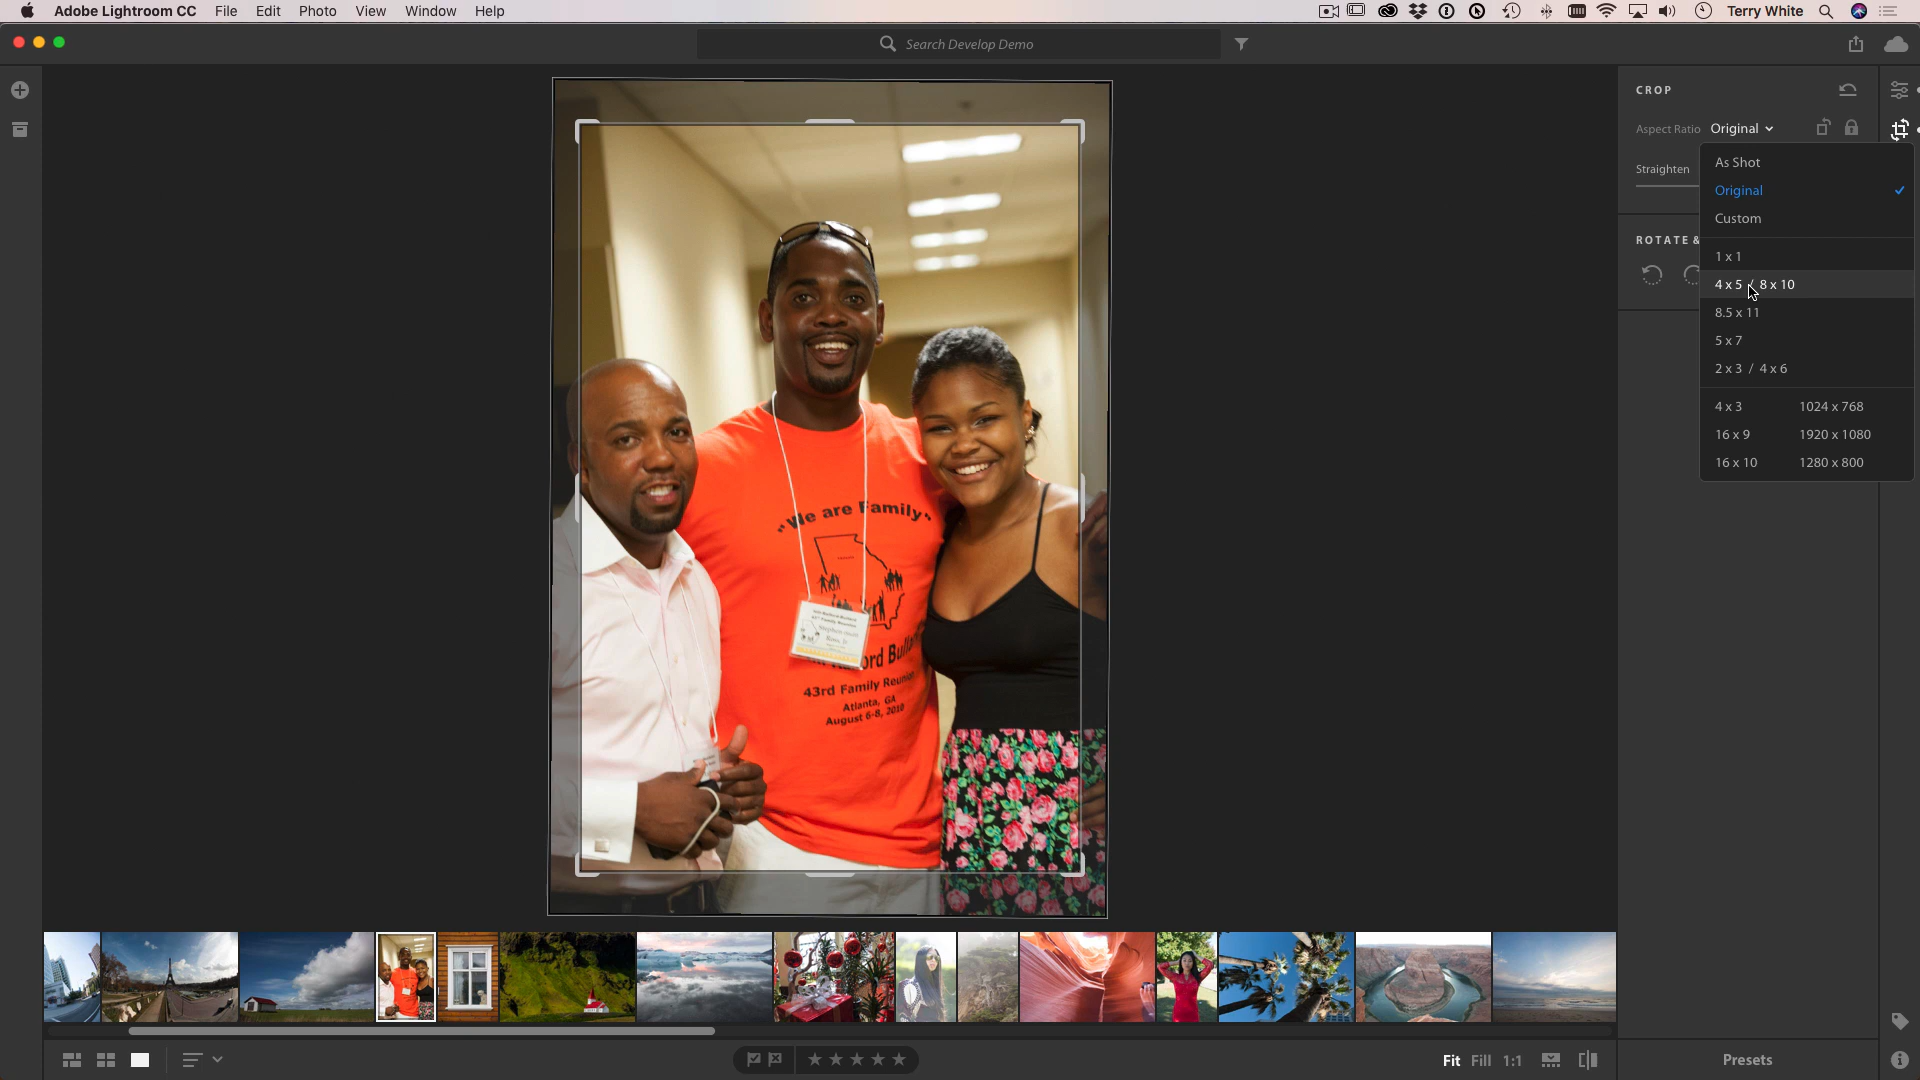 Adobe Lightroom CC File Edit Photo View Window Help Terry White
Search Develop Demo
CROP
Aspect Ratio Original
As Shot
Straighten
Original
Custom
ROTATE &
1 x 1
4 x 5 / 8 x 10
8.5 x 11
5 x 7
2 x 3 / 4 x 6
4 x 3 1024 x 768
16 x 9 1920 x 1080
16 x 10 1280 x 800
"We are Family"
43rd Family Reunion
Atlanta, GA
August 6-8, 2010
Fit Fill 1:1
Presets